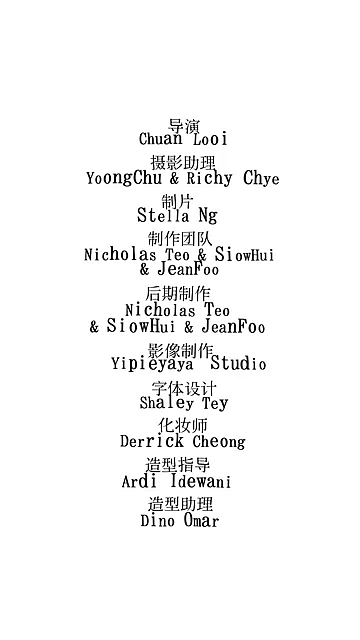 导演
Chuan Looi
摄影助理
YoongChu & Richy Chye
制片
Stella Ng
制作团队
Nicholas Teo & SiowHui
& JeanFoo
后期制作
Nicholas Teo
& SiowHui & JeanFoo
影像制作
Yipieyaya Studio
字体设计
Shaley Tey
化妆师
Derrick Cheong
造型指导
Ardi Idewani
造型助理
Dino Omar